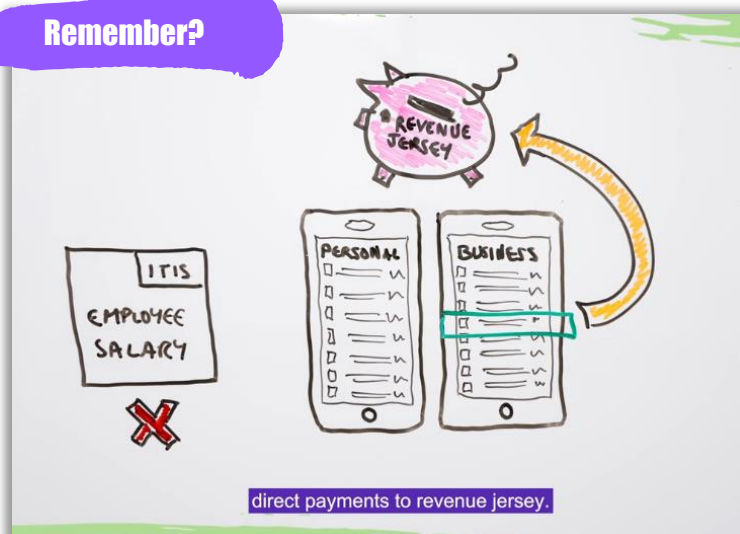 Remember?
REVENUE
JERSEY
ITIS
EMPLOYEE
SALARY
PERSONAL
BUSINESS
direct payments to revenue jersey.